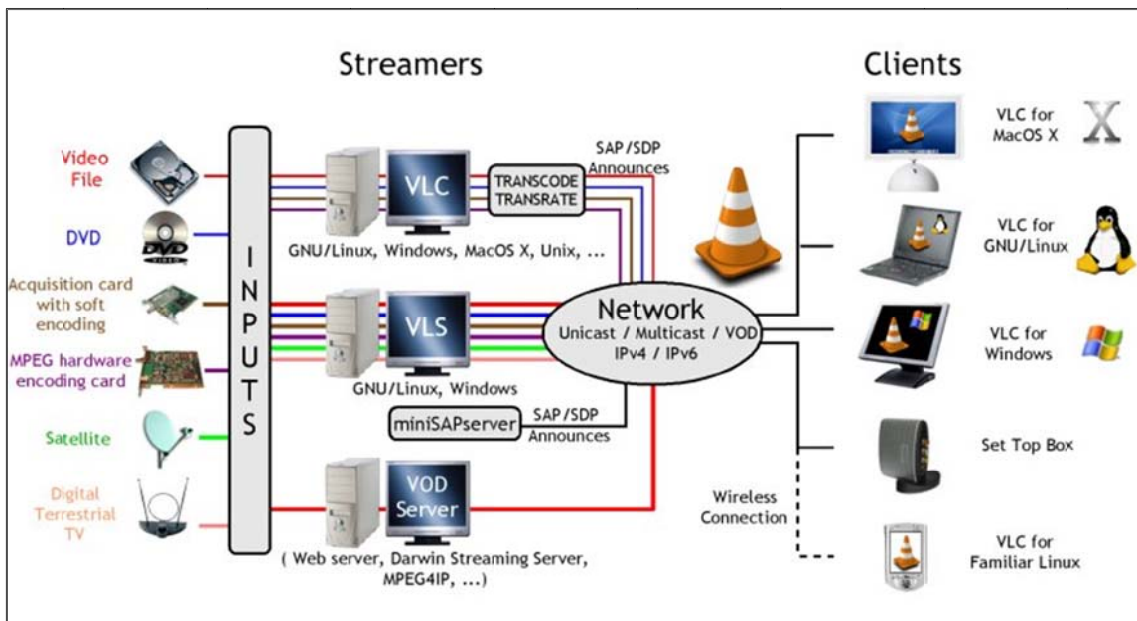 Streamers
Clients
Video
File
DVD
DVD
VIDEO
Acquisition card
with soft
encoding
MPEG hardware
encoding card
Satellite
Digital
Terrestrial
TV
INPUTS
VLC
TRANSCODE
TRANSRATE
SAP/SDP
Announces
GNU/Linux, Windows, MacOS X, Unix, ...
VLS
GNU/Linux, Windows
miniSAPserver
SAP/SDP
Announces
VOD
Server
( Web server, Darwin Streaming Server,
MPEG4IP, ...)
Network
Unicast / Multicast / VOD
IPv4 / IPv6
VLC for
MacOS X
X
VLC for
GNU/Linux
VLC for
Windows
Set Top Box
Wireless
Connection
VLC for
Familiar Linux